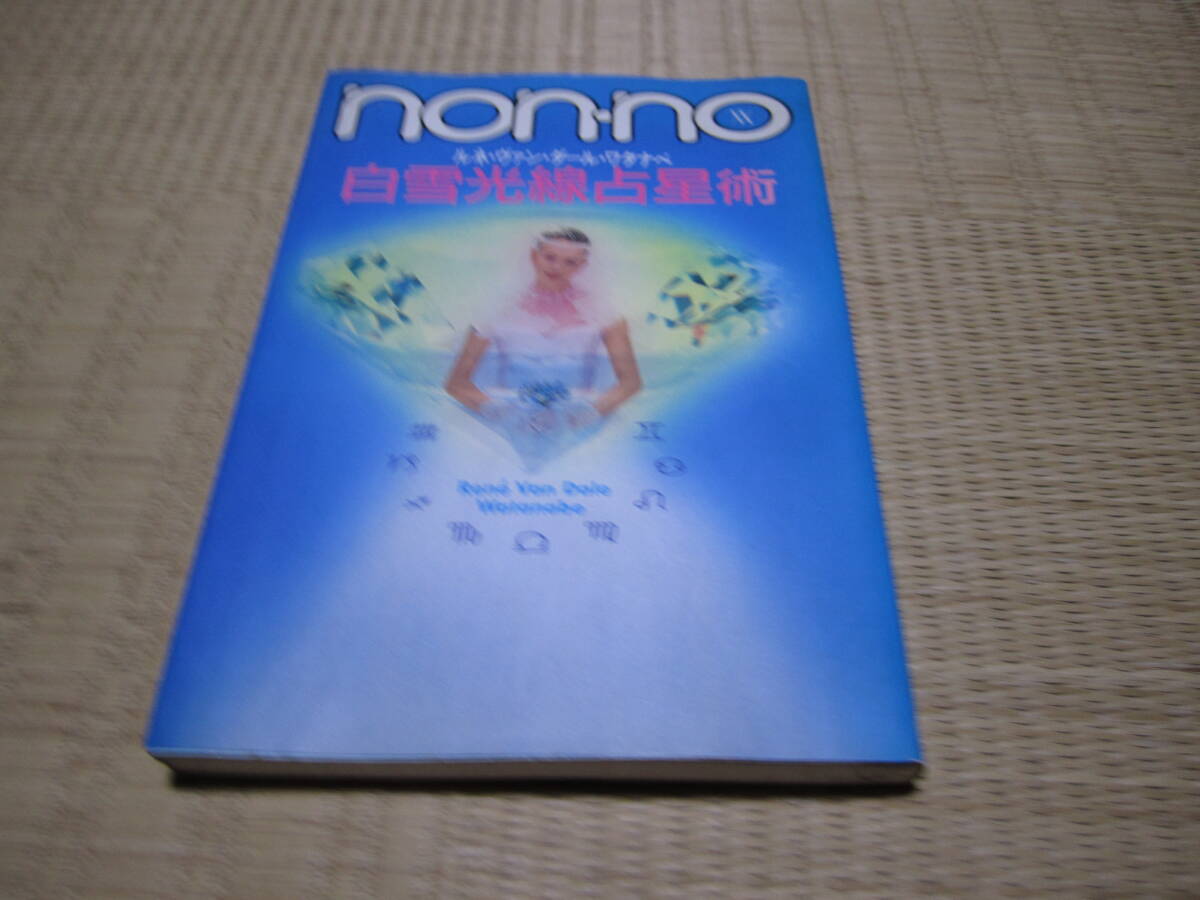 non·no
ルネ・ヴァン・ダール・ワタナベ
白雪光線占星術
René Van Dale
Watanabe